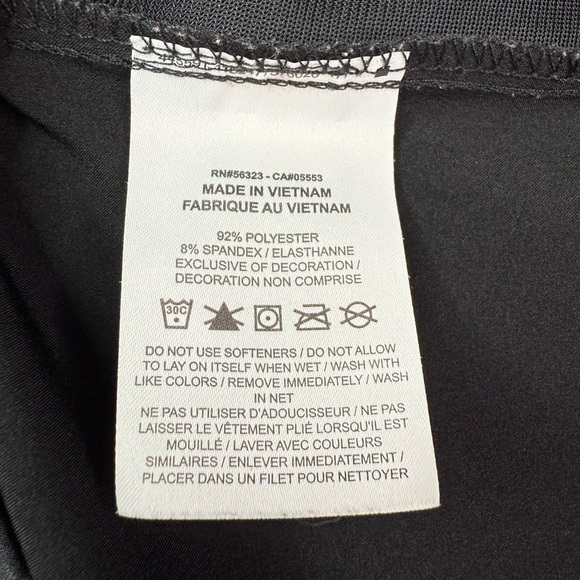 RN#56323 - CA#05553
MADE IN VIETNAM
FABRIQUE AU VIETNAM
92% POLYESTER
8% SPANDEX / ELASTHANNE
EXCLUSIVE OF DECORATION /
DECORATION NON COMPRISE
30C
DO NOT USE SOFTENERS / DO NOT ALLOW
TO LAY ON ITSELF WHEN WET / WASH WITH
LIKE COLORS / REMOVE IMMEDIATELY / WASH
IN NET
NE PAS UTILISER D'ADOUCISSEUR / NE PAS
LAISSER LE VÊTEMENT PLIÉ LORSQU'IL EST
MOUILLÉ / LAVER AVEC COULEURS
SIMILAIRES / ENLEVER IMMEDIATEMENT /
PLACER DANS UN FILET POUR NETTOYER